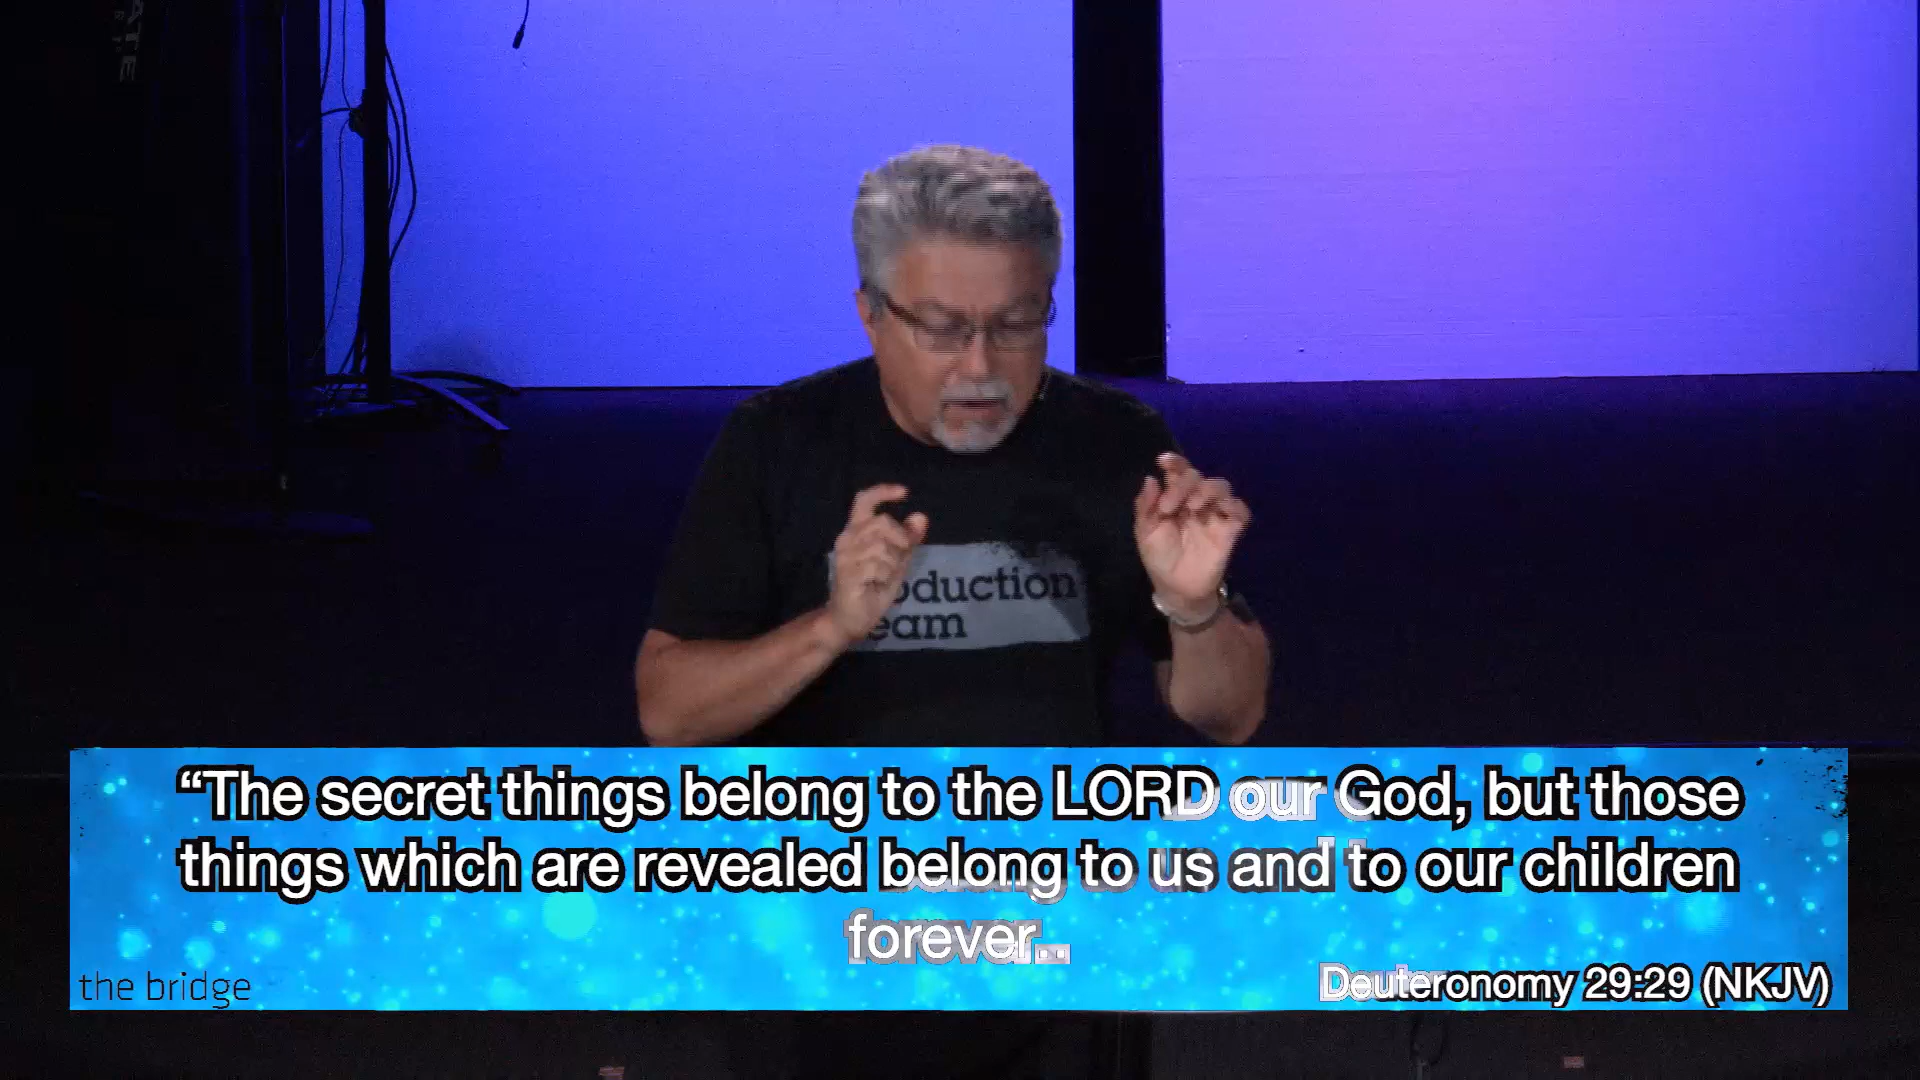 oduction
eam
“The secret things belong to the LORD our God, but those
things which are revealed belong to us and to our children
forever...
the bridge
Deuteronomy 29:29 (NKJV)